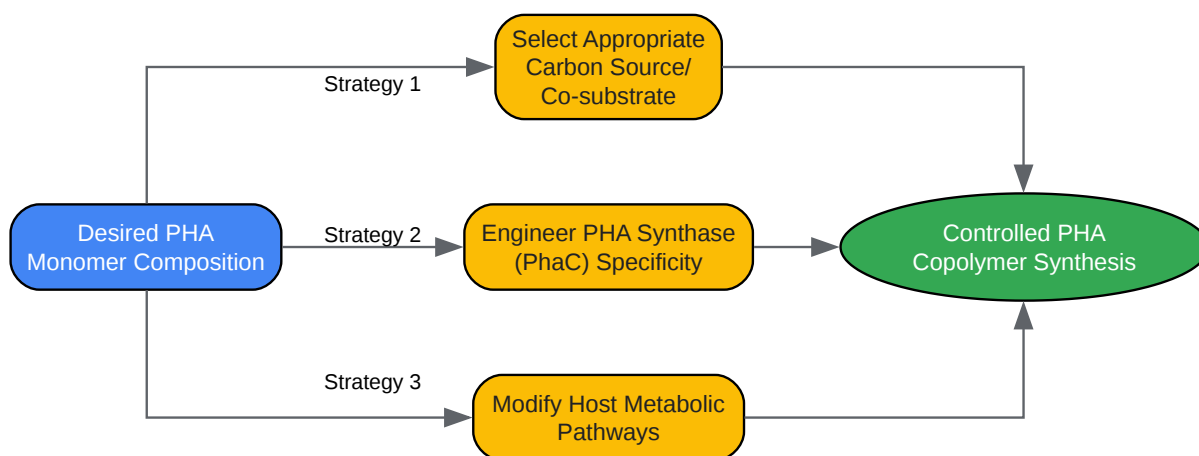 Select Appropriate
Carbon Source/
Co-substrate
Strategy 1
Desired PHA
Monomer Composition
Strategy 2
Engineer PHA Synthase
(PhaC) Specificity
Controlled PHA
Copolymer Synthesis
Strategy 3
Modify Host Metabolic
Pathways